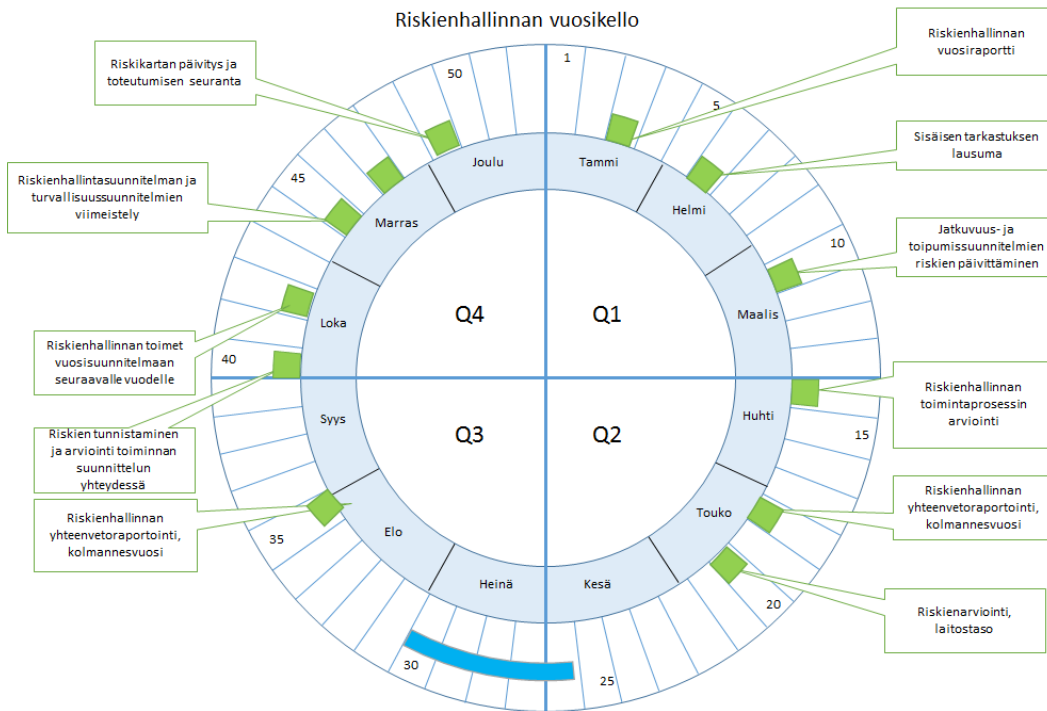 Riskienhallinnan vuosikello
Riskienhallinnan
vuosiraportti
Sisäisen tarkastuksen
lausuma
Jatkuvuus- ja
toipumissuunnitelmien
riskien päivittäminen
Riskienhallinnan
toimintaprosessin
arviointi
Riskienhallinnan
yhteenvetoraportointi,
kolmannesvuosi
Riskienarviointi,
laitostaso
Riskikartan päivitys ja
toteutumisen seuranta
Riskienhallintasuunnitelman ja
turvallisuussuunnitelmien
viimeistely
Riskienhallinnan toimet
vuosisuunnitelmaan
seuraavalle vuodelle
Riskien tunnistaminen
ja arviointi toiminnan
suunnittelun
yhteydessä
Riskienhallinnan
yhteenvetoraportointi,
kolmannesvuosi
1
5
10
15
20
25
30
35
40
45
50
Tammi
Helmi
Maalis
Huhti
Touko
Kesä
Heinä
Elo
Syys
Loka
Marras
Joulu
Q4
Q1
Q3
Q2